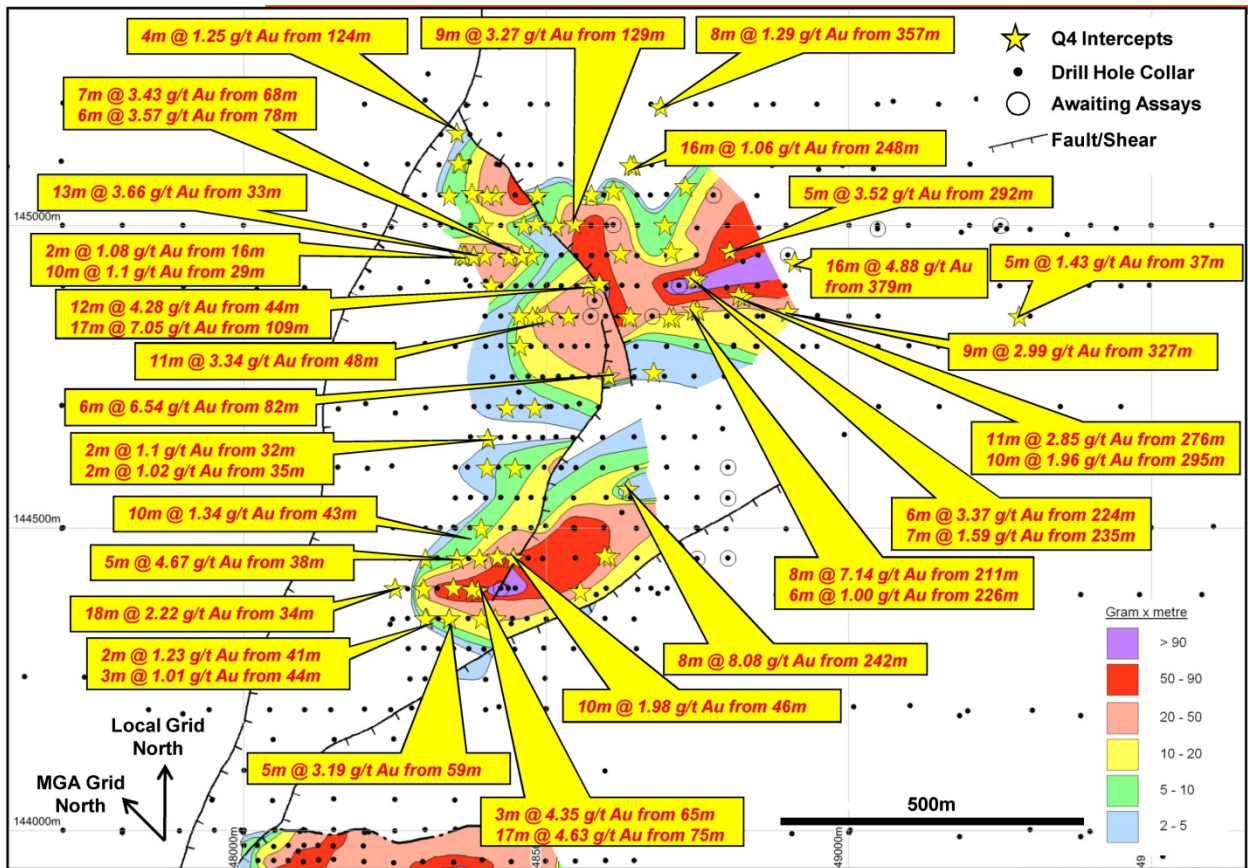 4m @ 1.25 g/t Au from 124m
9m @ 3.27 g/t Au from 129m
8m @ 1.29 g/t Au from 357m
Q4 Intercepts
Drill Hole Collar
Awaiting Assays
Fault/Shear
7m @ 3.43 g/t Au from 68m
6m @ 3.57 g/t Au from 78m
16m @ 1.06 g/t Au from 248m
13m @ 3.66 g/t Au from 33m
5m @ 3.52 g/t Au from 292m
145000m
2m @ 1.08 g/t Au from 16m
10m @ 1.1 g/t Au from 29m
16m @ 4.88 g/t Au
from 379m
5m @ 1.43 g/t Au from 37m
12m @ 4.28 g/t Au from 44m
17m @ 7.05 g/t Au from 109m
11m @ 3.34 g/t Au from 48m
9m @ 2.99 g/t Au from 327m
6m @ 6.54 g/t Au from 82m
11m @ 2.85 g/t Au from 276m
10m @ 1.96 g/t Au from 295m
2m @ 1.1 g/t Au from 32m
2m @ 1.02 g/t Au from 35m
6m @ 3.37 g/t Au from 224m
7m @ 1.59 g/t Au from 235m
144500m
10m @ 1.34 g/t Au from 43m
5m @ 4.67 g/t Au from 38m
8m @ 7.14 g/t Au from 211m
6m @ 1.00 g/t Au from 226m
18m @ 2.22 g/t Au from 34m
2m @ 1.23 g/t Au from 41m
3m @ 1.01 g/t Au from 44m
8m @ 8.08 g/t Au from 242m
10m @ 1.98 g/t Au from 46m
5m @ 3.19 g/t Au from 59m
3m @ 4.35 g/t Au from 65m
17m @ 4.63 g/t Au from 75m
Local Grid
North
MGA Grid
North
500m
Gram x metre
> 90
50 - 90
20 - 50
10 - 20
5 - 10
2 - 5
144000m
48000m
49000m
49